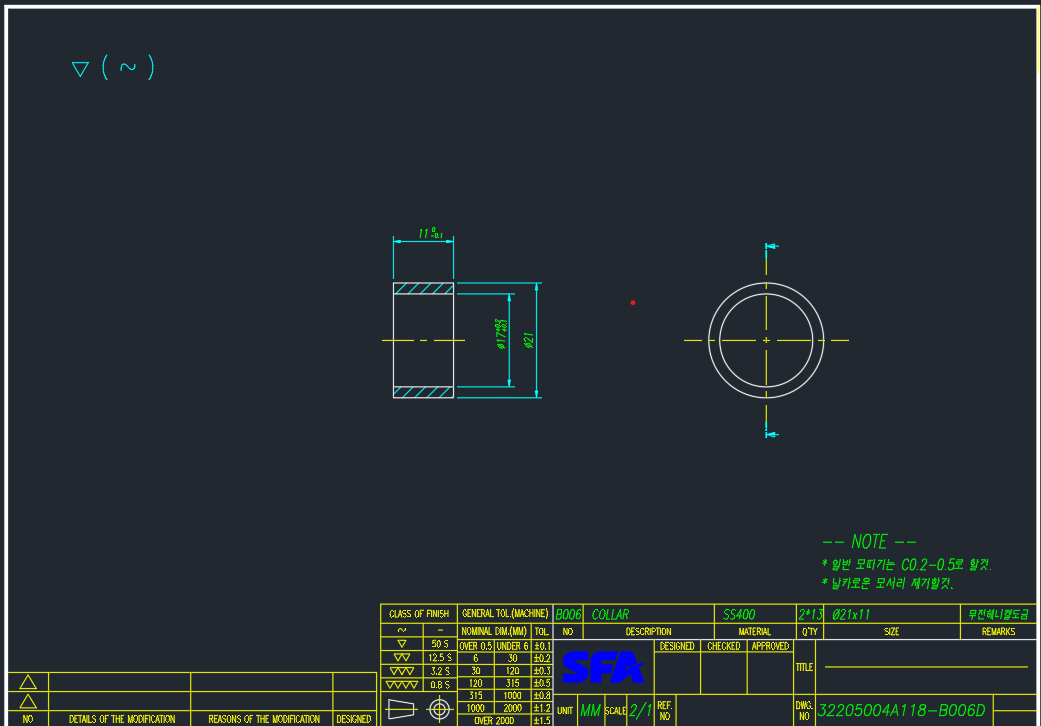 ▽ ( ~ )
11 0 -0.1
Ø17 +0.2 +0.1
Ø21
-- NOTE --
* 일반 모따기는 C0.2-0.5로 할것.
* 날카로운 모서리 제거할것.
CLASS OF FINISH
~ -
▽ 50 S
▽▽ 12.5 S
▽▽▽ 3.2 S
▽▽▽▽ 0.8 S
GENERAL TOL.(MACHINE)
NOMINAL DIM.(MM) TOL.
OVER 0.5 UNDER 6 ±0.1
6 30 ±0.2
30 120 ±0.3
120 315 ±0.5
315 1000 ±0.8
1000 2000 ±1.2
OVER 2000 ±1.5
B006 COLLAR SS400 2*13 Ø21x11 무전해니켈도금
NO DESCRIPTION MATERIAL Q'TY SIZE REMARKS
SFA
DESIGNED CHECKED APPROVED
TITLE
UNIT MM SCALE 2/1 REF. NO
DWG. NO 32205004A118-B006D
NO DETAILS OF THE MODIFICATION REASONS OF THE MODIFICATION DESIGNED